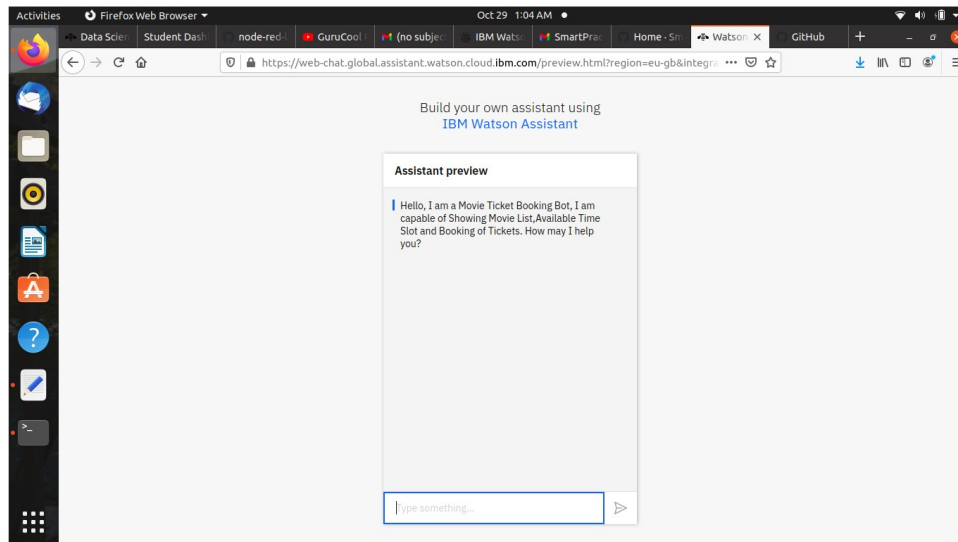 Activities Firefox Web Browser Oct 29 1:04 AM
Data Scien Student Dash node-red-l GuruCool (no subjec IBM Wats SmartPrac Home - Sm Watson GitHub
https://web-chat.global.assistant.watson.cloud.ibm.com/preview.html?region=eu-gb&integra
Build your own assistant using
IBM Watson Assistant
Assistant preview
Hello, I am a Movie Ticket Booking Bot, I am
capable of Showing Movie List,Available Time
Slot and Booking of Tickets. How may I help
you?
Type something...